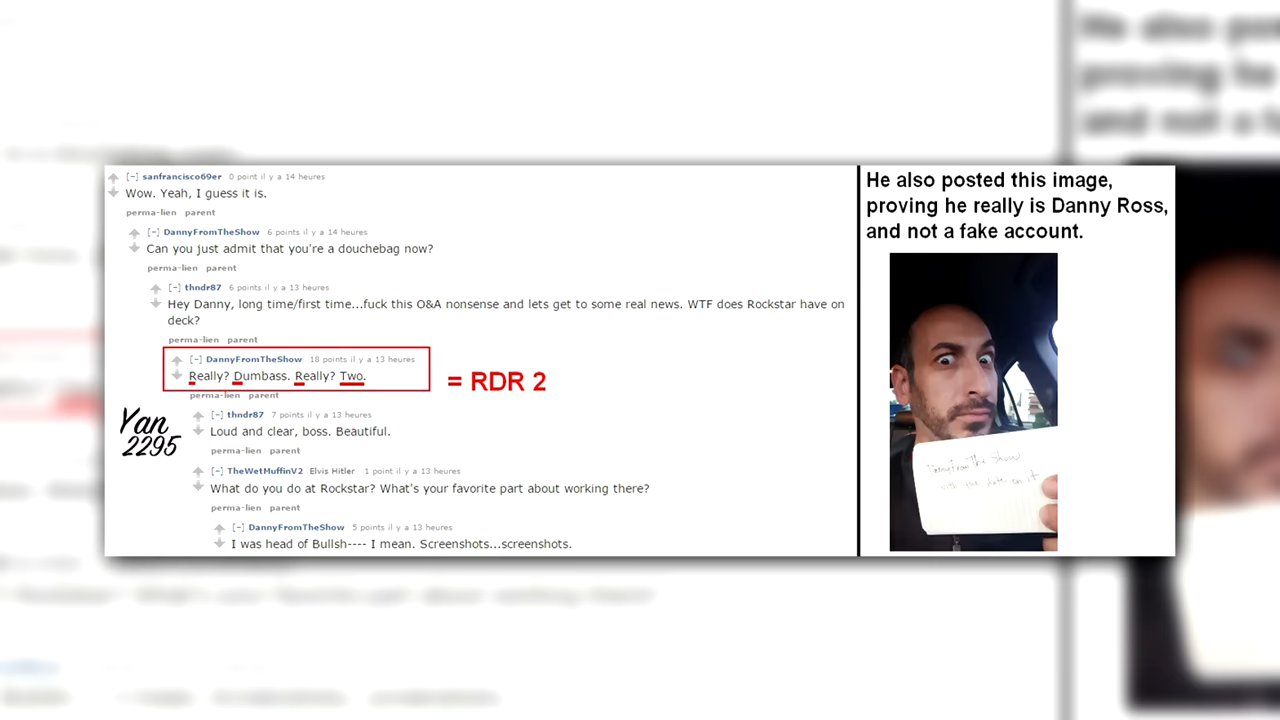 [-] sanfrancisco69er 0 point il y a 14 heures
Wow. Yeah, I guess it is.
perma-lien parent
[-] DannyFromTheShow 6 points il y a 14 heures
Can you just admit that you're a douchebag now?
perma-lien parent
[-] thndr87 6 points il y a 13 heures
Hey Danny, long time/first time...fuck this O&A nonsense and lets get to some real news. WTF does Rockstar have on
deck?
perma-lien parent
[-] DannyFromTheShow 18 points il y a 13 heures
Really? Dumbass. Really? Two.
= RDR 2
perma-lien parent
[-] thndr87 7 points il y a 13 heures
Loud and clear, boss. Beautiful.
perma-lien parent
Yan
2295
[-] TheWetMuffinV2 Elvis Hitler 1 point il y a 13 heures
What do you do at Rockstar? What's your favorite part about working there?
perma-lien parent
[-] DannyFromTheShow 5 points il y a 13 heures
I was head of Bullsh---- I mean. Screenshots...screenshots.
He also posted this image,
proving he really is Danny Ross,
and not a fake account.
DannyFromTheShow
with the date on it